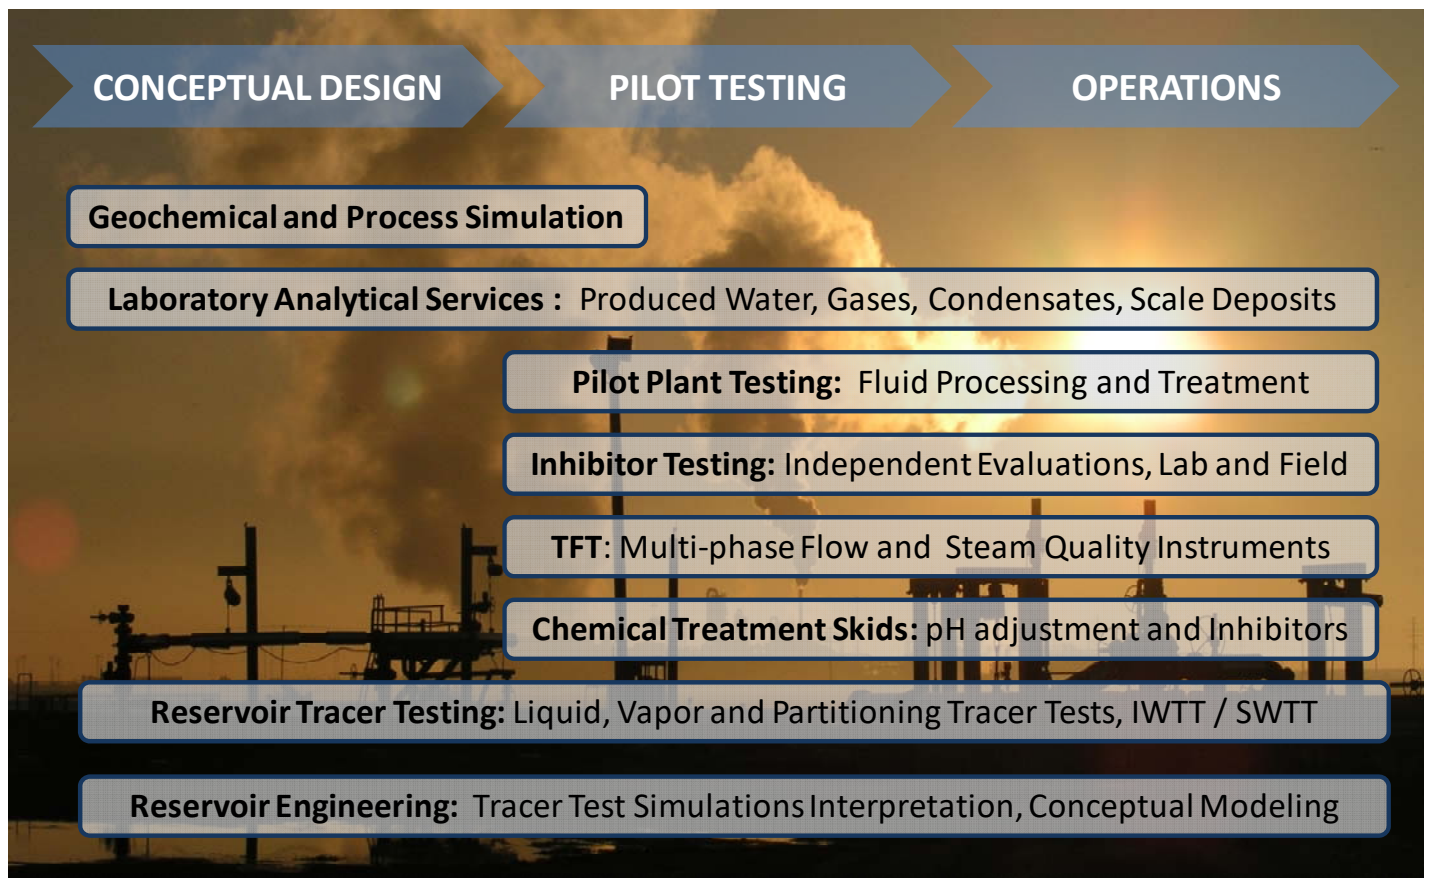 CONCEPTUAL DESIGN
PILOT TESTING
OPERATIONS
Geochemical and Process Simulation
Laboratory Analytical Services : Produced Water, Gases, Condensates, Scale Deposits
Pilot Plant Testing: Fluid Processing and Treatment
Inhibitor Testing: Independent Evaluations, Lab and Field
TFT: Multi-phase Flow and Steam Quality Instruments
Chemical Treatment Skids: pH adjustment and Inhibitors
Reservoir Tracer Testing: Liquid, Vapor and Partitioning Tracer Tests, IWTT / SWTT
Reservoir Engineering: Tracer Test Simulations Interpretation, Conceptual Modeling